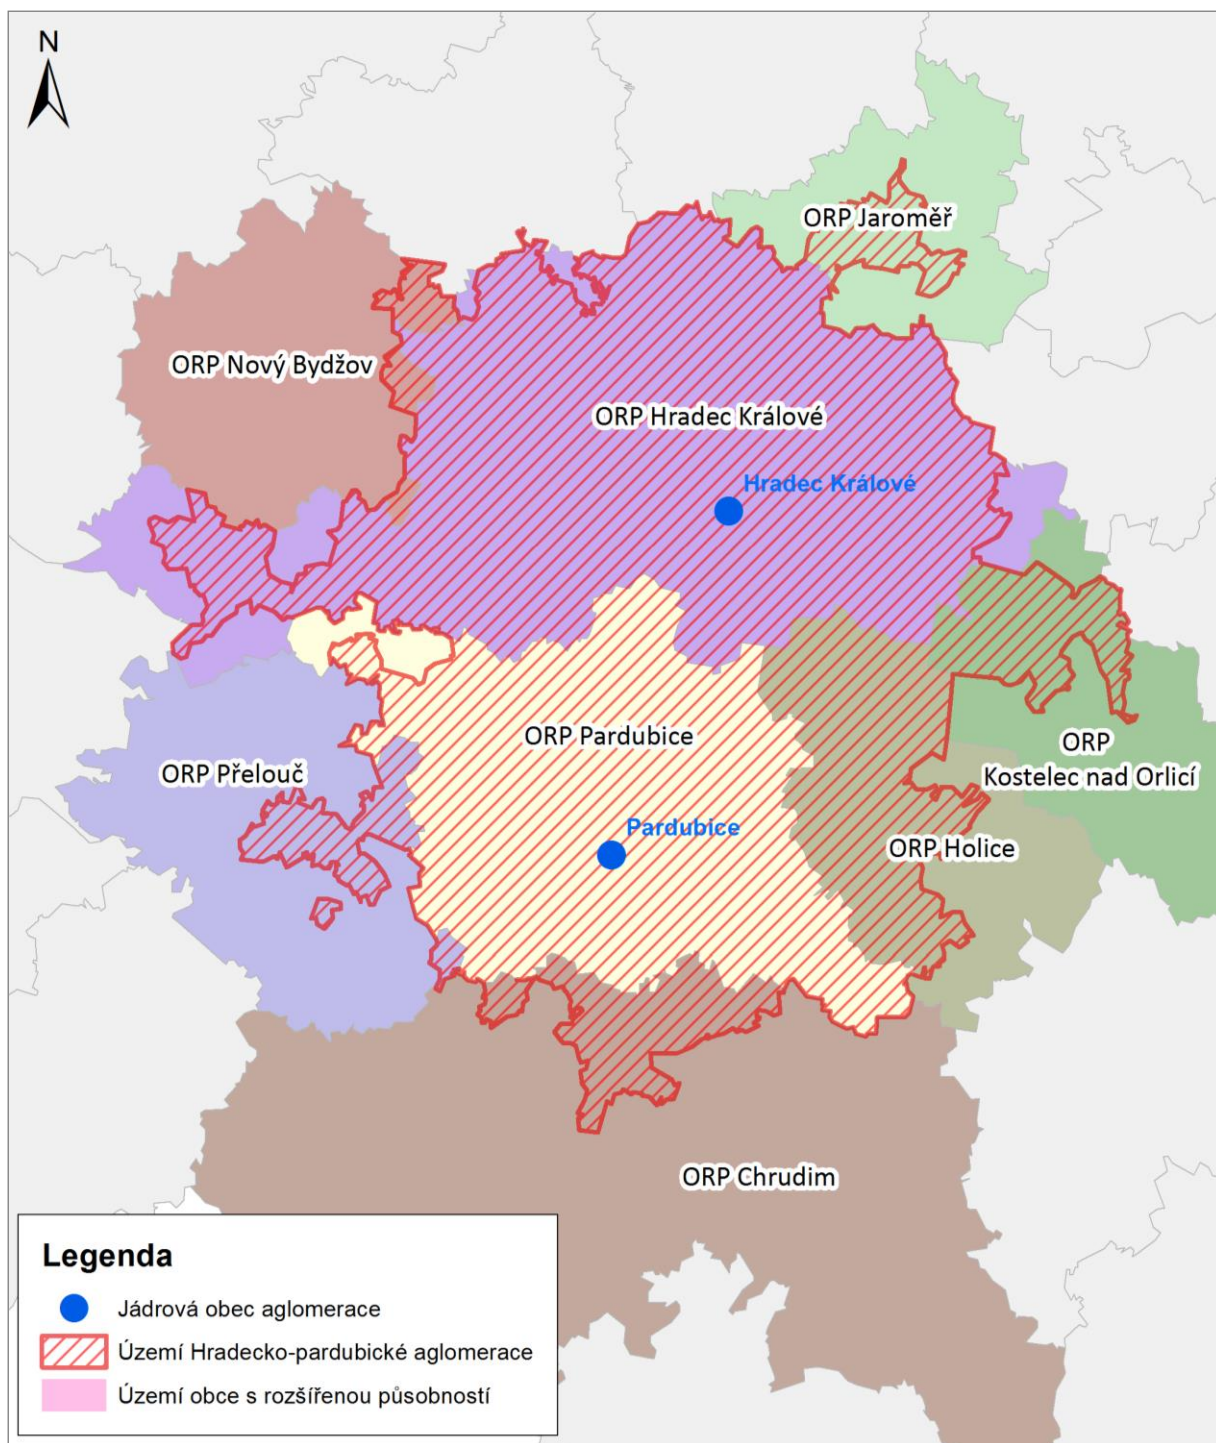 N
ORP Jaroměř
ORP Nový Bydžov
ORP Hradec Králové
Hradec Králové
ORP Pardubice
ORP
Kostelec nad Orlicí
ORP Přelouč
Pardubice
ORP Holice
ORP Chrudim
Legenda
Jádrová obec aglomerace
Území Hradecko-pardubické aglomerace
Území obce s rozšířenou působností